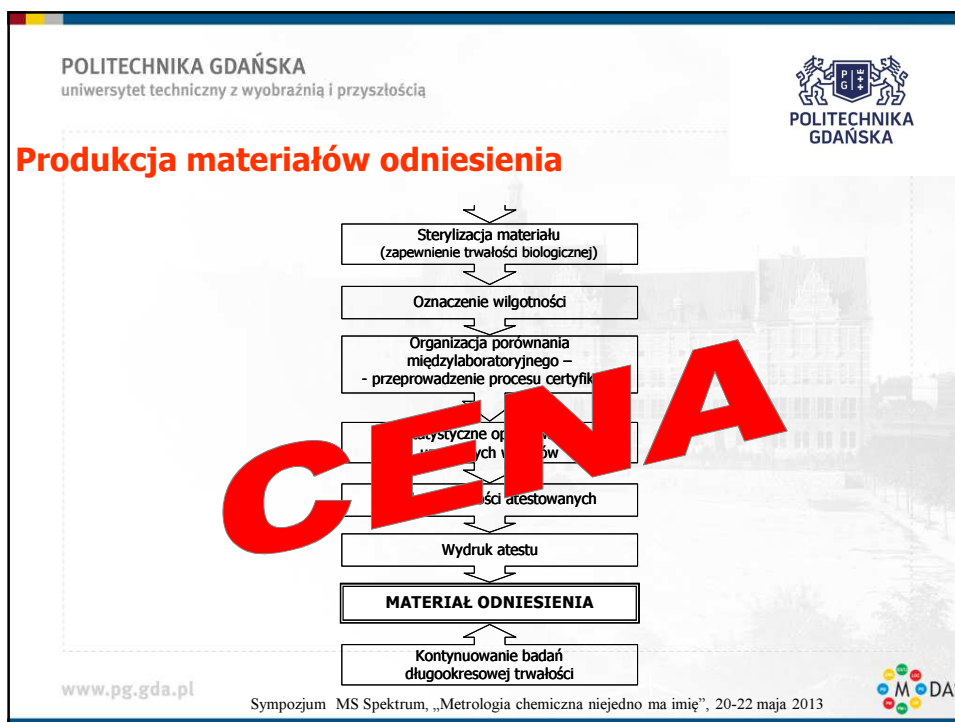 POLITECHNIKA GDAŃSKA
uniwersytet techniczny z wyobraźnią i przyszłością
P G
POLITECHNIKA
GDAŃSKA
Produkcja materiałów odniesienia
Sterylizacja materiału
(zapewnienie trwałości biologicznej)
Oznaczenie wilgotności
Organizacja porównania
międzylaboratoryjnego –
- przeprowadzenie procesu
CENA
atestowanych
Wydruk atestu
MATERIAŁ ODNIESIENIA
Kontynuowanie badań
długookresowej trwałości
www.pg.gda.pl
Sympozjum MS Spektrum, „Metrologia chemiczna niejedno ma imię”, 20-22 maja 2013
M DAS